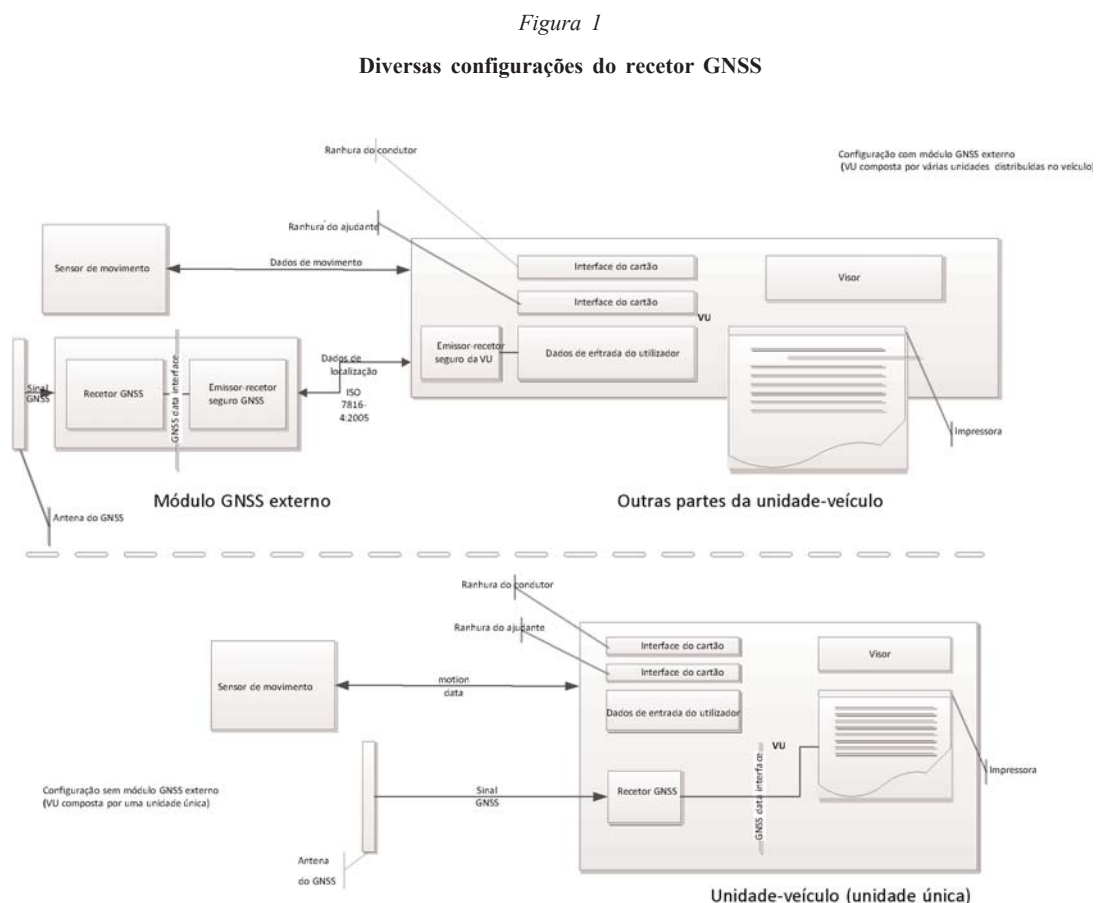 Figura 1
Diversas configurações do recetor GNSS
Ranhura do condutor
Configuração com módulo GNSS externo
(VU composta por várias unidades distribuídas no veículo)
Ranhura do ajudante
Sensor de movimento
Dados de movimento
Interface do cartão
Visor
Interface do cartão
VU
Emissor-recetor
seguro da VU
Dados de entrada do utilizador
Sinal
GNSS
Recetor GNSS
GNSS data interface
Emissor-recetor
seguro GNSS
Dados de
localização
ISO
7816-
4:2005
Impressora
Módulo GNSS externo
Outras partes da unidade-veículo
Antena do GNSS
Ranhura do condutor
Ranhura do ajudante
Interface do cartão
Interface do cartão
Visor
Sensor de movimento
motion
data
Dados de entrada do utilizador
VU
GNSS data interface
Impressora
Configuração sem módulo GNSS externo
(VU composta por uma unidade única)
Sinal
GNSS
Recetor GNSS
Antena
do GNSS
Unidade-veículo (unidade única)